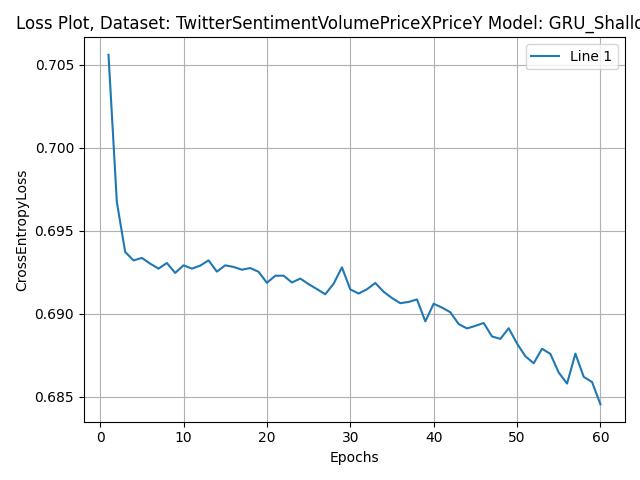 Loss Plot, Dataset: TwitterSentimentVolumePriceXPriceY Model: GRU_Shallo
Line 1
0.705
0.700
0.695
0.690
0.685
CrossEntropyLoss
0 10 20 30 40 50 60
Epochs